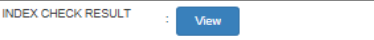 INDEX CHECK RESULT : View